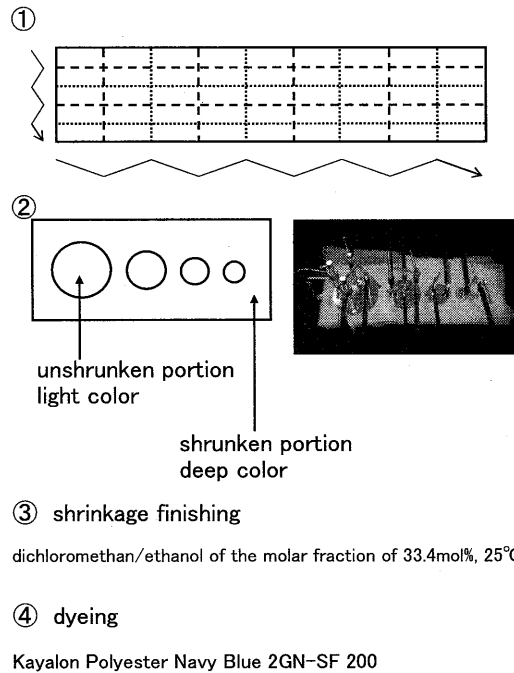 ①
②
unshrunken portion
light color
shrunken portion
deep color
③ shrinkage finishing
dichloromethan/ethanol of the molar fraction of 33.4mol%, 25℃
④ dyeing
Kayalon Polyester Navy Blue 2GN-SF 200